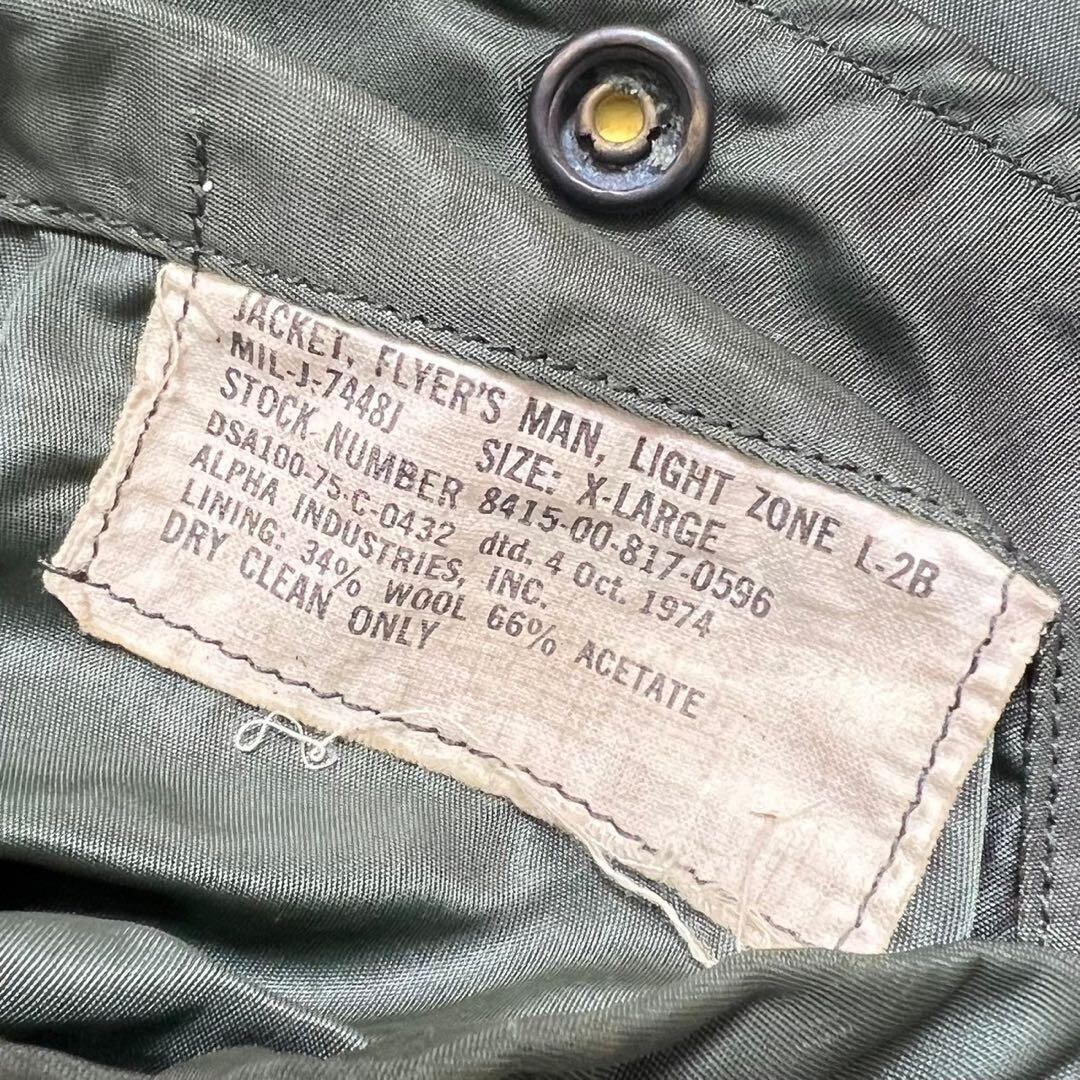 JACKET, FLYER'S MAN, LIGHT ZONE L-2B
MIL-J-7448J SIZE: X-LARGE
STOCK NUMBER 8415-00-817-0596
DSA100-75-C-0432 dtd. 4 Oct. 1974
ALPHA INDUSTRIES, INC.
LINING: 34% WOOL 66% ACETATE
DRY CLEAN ONLY